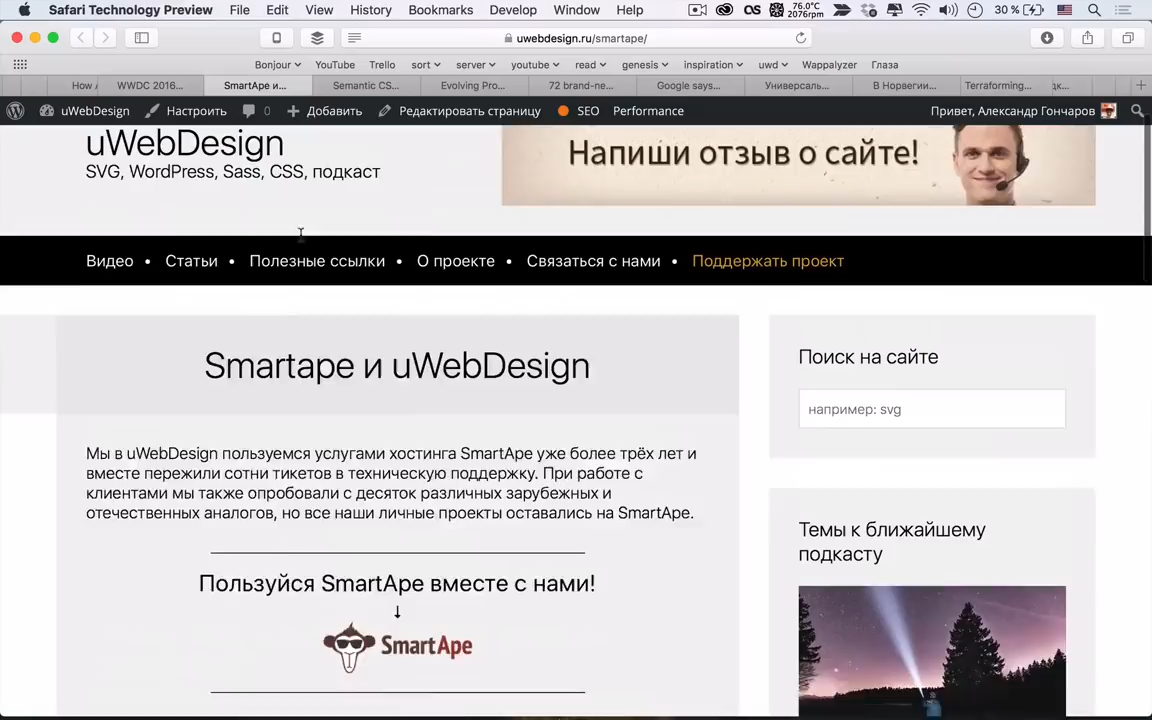 Safari Technology Preview File Edit View History Bookmarks Develop Window Help 76.0°C 2076rpm 30 %
uwebdesign.ru/smartape/
Bonjour YouTube Trello sort server youtube read genesis inspiration uwd Wappalyzer Глаза
How / WWDC 2016... SmartApe и... Semantic CS... Evolving Pro... 72 brand-ne... Google says... Универсаль... В Норвегии... Terraforming...
uWebDesign Настроить 0 Добавить Редактировать страницу SEO Performance Привет, Александр Гончаров
uWebDesign
SVG, WordPress, Sass, CSS, подкаст
Напиши отзыв о сайте!
Видео • Статьи • Полезные ссылки • О проекте • Связаться с нами • Поддержать проект
Smartape и uWebDesign
Мы в uWebDesign пользуемся услугами хостинга SmartApe уже более трёх лет и
вместе пережили сотни тикетов в техническую поддержку. При работе с
клиентами мы также опробовали с десяток различных зарубежных и
отечественных аналогов, но все наши личные проекты оставались на SmartApe.
Пользуйся SmartApe вместе с нами!
↓
SmartApe
Поиск на сайте
например: svg
Темы к ближайшему
подкасту